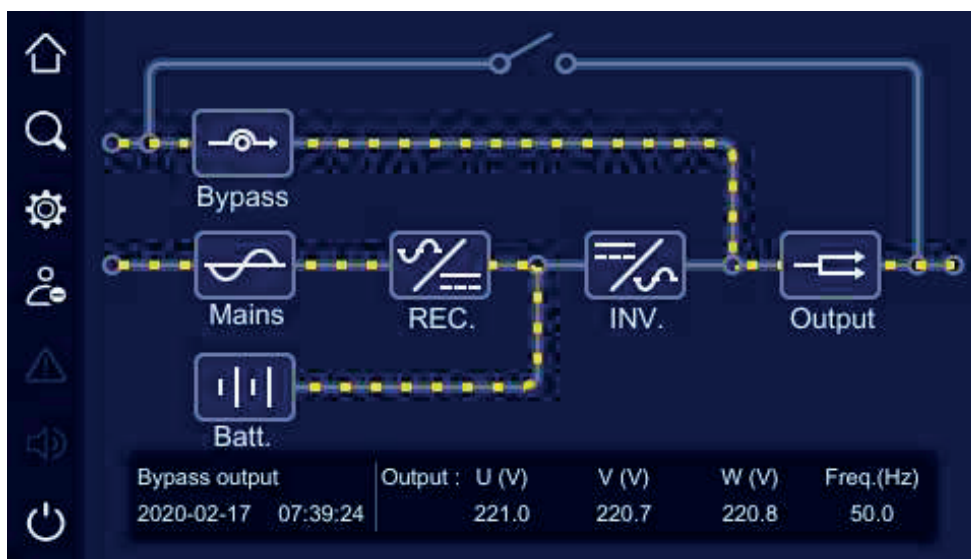 Bypass
Mains
REC.
INV.
Output
Batt.
Bypass output
Output : U (V) V (V) W (V) Freq.(Hz)
2020-02-17 07:39:24 221.0 220.7 220.8 50.0